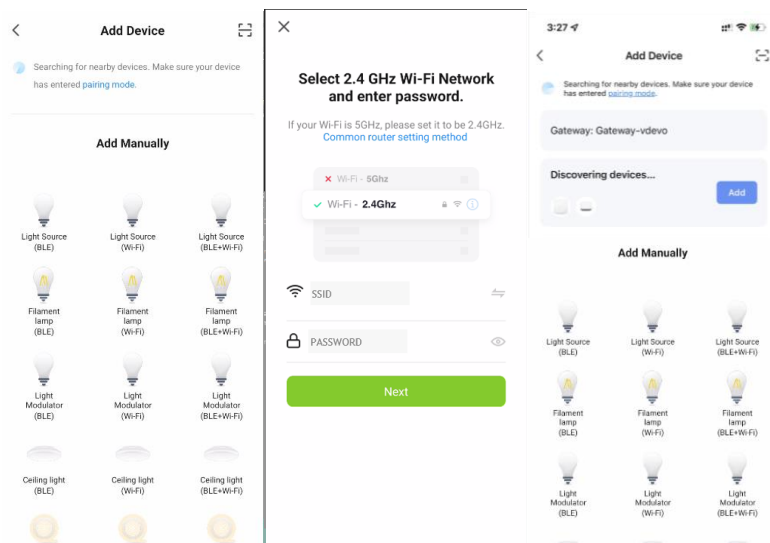 Add Device
Searching for nearby devices. Make sure your device
has entered pairing mode.
Add Manually
Light Source
(BLE)
Light Source
(Wi-Fi)
Light Source
(BLE+Wi-Fi)
Filament
lamp
(BLE)
Filament
lamp
(Wi-Fi)
Filament
lamp
(BLE+Wi-Fi)
Light
Modulator
(BLE)
Light
Modulator
(Wi-Fi)
Light
Modulator
(BLE+Wi-Fi)
Ceiling light
(BLE)
Ceiling light
(Wi-Fi)
Ceiling light
(BLE+Wi-Fi)
Select 2.4 GHz Wi-Fi Network
and enter password.
If your Wi-Fi is 5GHz, please set it to be 2.4GHz.
Common router setting method
Wi-Fi - 5Ghz
Wi-Fi - 2.4Ghz
SSID
PASSWORD
Next
3:27
Add Device
Searching for nearby devices. Make sure your device
has entered pairing mode.
Gateway: Gateway-vdevo
Discovering devices...
Add
Add Manually
Light Source
(BLE)
Light Source
(Wi-Fi)
Light Source
(BLE+Wi-Fi)
Filament
lamp
(BLE)
Filament
lamp
(Wi-Fi)
Filament
lamp
(BLE+Wi-Fi)
Light
Modulator
(BLE)
Light
Modulator
(Wi-Fi)
Light
Modulator
(BLE+Wi-Fi)